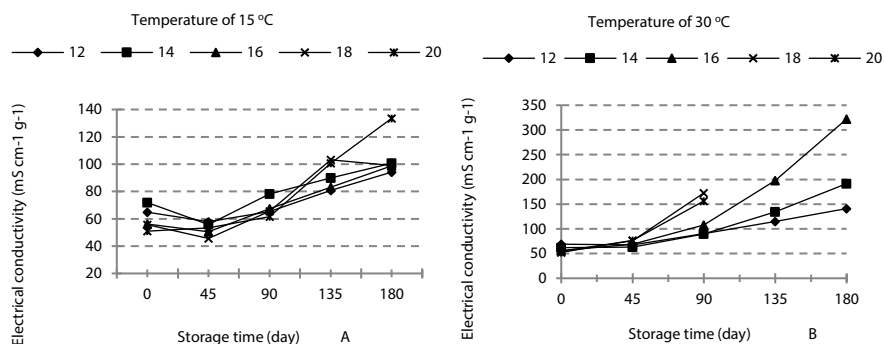 Temperature of 15 ºC
12 14 16 18 20
Electrical conductivity (mS cm-1 g-1)
140
120
100
80
60
40
20
0 45 90 135 180
Storage time (day) A
Temperature of 30 ºC
12 14 16 18 20
Electrical conductivity (mS cm-1 g-1)
350
300
250
200
150
100
50
0
0 45 90 135 180
Storage time (day) B